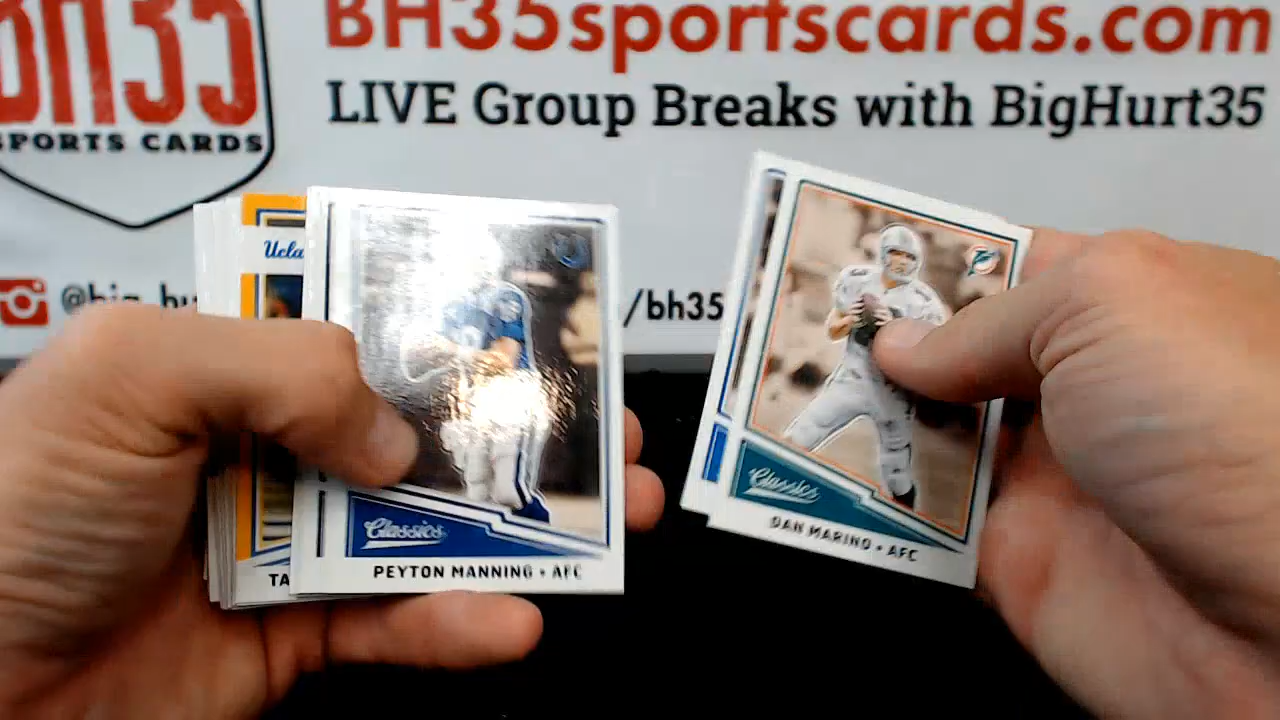 BH35
SPORTS CARDS
BH35sportscards.com
LIVE Group Breaks with BigHurt35
/bh35
Ucla
TA
Classics
PEYTON MANNING • AFC
Classics
DAN MARINO • AFC